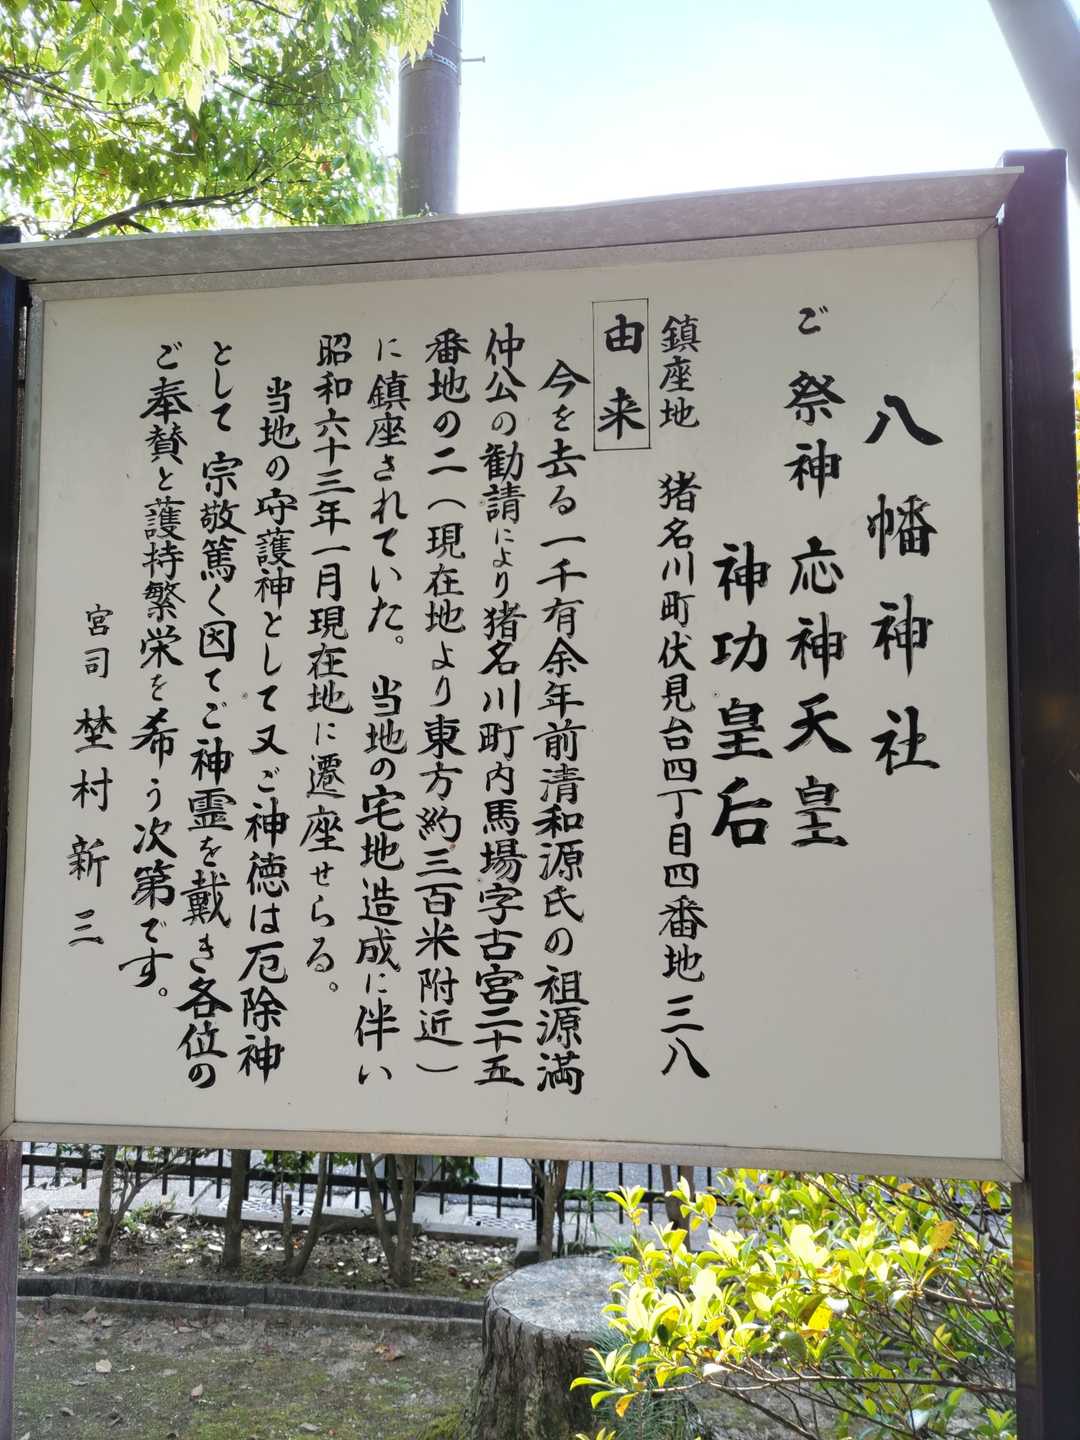 八幡神社
ご祭神 応神天皇
神功皇后
鎮座地 猪名川町伏見台四丁目四番地三八
由来
今を去る一千有余年前清和源氏の祖源満
仲公の勧請により猪名川町内馬場字古宮二十五
番地の二(現在地より東方約三百米附近)
に鎮座されていた。当地の宅地造成に伴い
昭和六十三年一月現在地に遷座せらる。
当地の守護神として又ご神徳は厄除神
として宗敬篤く因てご神霊を戴き各位の
ご奉賛と護持繁栄を希う次第です。
宮司 埜村新三